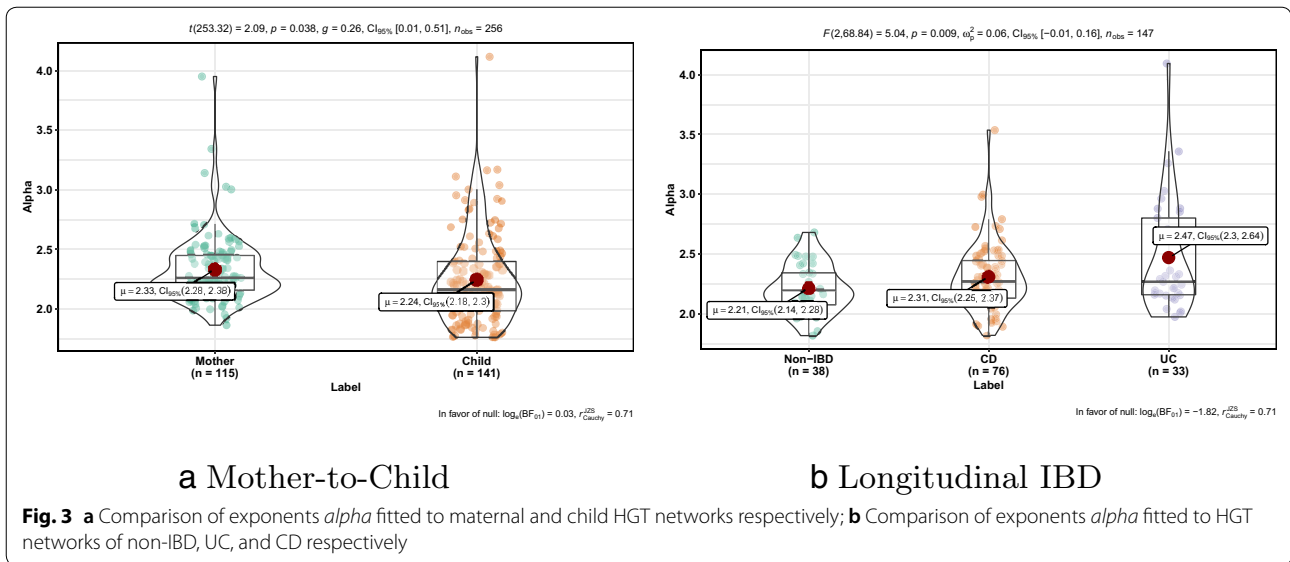 t(253.32) = 2.09, p = 0.038, g = 0.26, CI95% [0.01, 0.51], nobs = 256
4.0
3.5
3.0
2.5
2.0
Alpha
μ = 2.33, CI95%(2.28, 2.38)
μ = 2.24, CI95%(2.18, 2.3)
Mother
(n = 115)
Child
(n = 141)
Label
In favor of null: loge(BF01) = 0.03, rJZSCauchy = 0.71
a Mother-to-Child
F(2,68.84) = 5.04, p = 0.009, ω2p = 0.06, CI95% [−0.01, 0.16], nobs = 147
4.0
3.5
3.0
2.5
2.0
Alpha
μ = 2.47, CI95%(2.3, 2.64)
μ = 2.21, CI95%(2.14, 2.28)
μ = 2.31, CI95%(2.25, 2.37)
Non−IBD
(n = 38)
CD
(n = 76)
UC
(n = 33)
Label
In favor of null: loge(BF01) = −1.82, rJZSCauchy = 0.71
b Longitudinal IBD
Fig. 3 a Comparison of exponents alpha fitted to maternal and child HGT networks respectively; b Comparison of exponents alpha fitted to HGT
networks of non-IBD, UC, and CD respectively